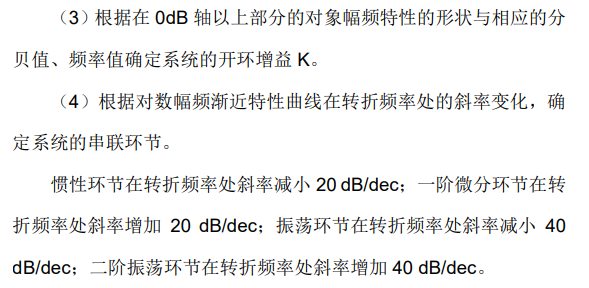 （3）根据在 0dB 轴以上部分的对象幅频特性的形状与相应的分
贝值、频率值确定系统的开环增益 K。
（4）根据对数幅频渐近特性曲线在转折频率处的斜率变化，确
定系统的串联环节。
惯性环节在转折频率处斜率减小 20 dB/dec；一阶微分环节在转
折频率处斜率增加 20 dB/dec；振荡环节在转折频率处斜率减小 40
dB/dec；二阶振荡环节在转折频率处斜率增加 40 dB/dec。